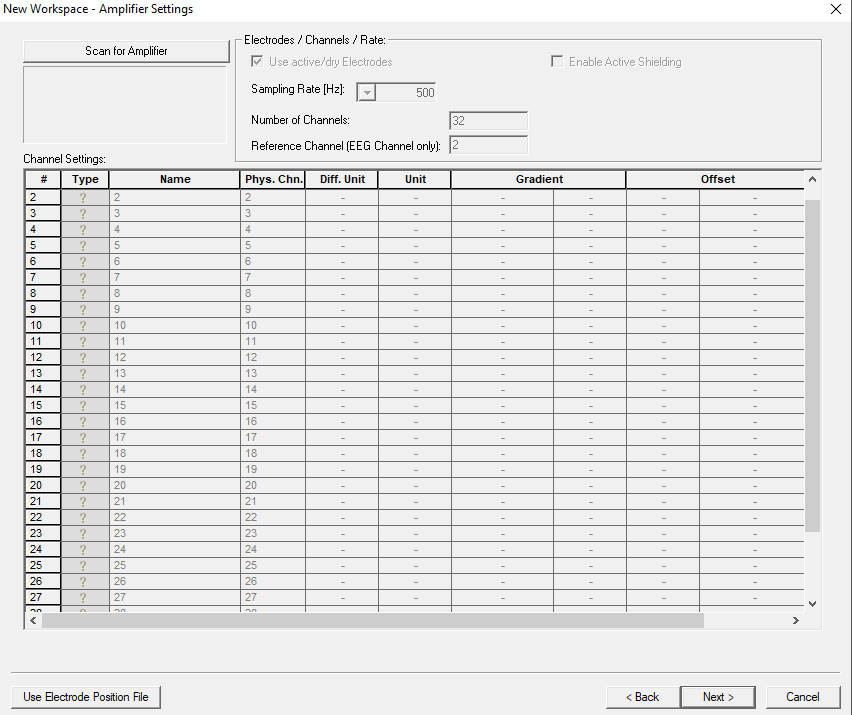 New Workspace - Amplifier Settings
Scan for Amplifier
Electrodes / Channels / Rate:
Use active/dry Electrodes
Enable Active Shielding
Sampling Rate [Hz]: 500
Number of Channels: 32
Reference Channel (EEG Channel only): 2
Channel Settings:
# Type Name Phys. Chn. Diff. Unit Unit Gradient Offset
2 ? 2 2 - - - - - -
3 ? 3 3 - - - - - -
4 ? 4 4 - - - - - -
5 ? 5 5 - - - - - -
6 ? 6 6 - - - - - -
7 ? 7 7 - - - - - -
8 ? 8 8 - - - - - -
9 ? 9 9 - - - - - -
10 ? 10 10 - - - - - -
11 ? 11 11 - - - - - -
12 ? 12 12 - - - - - -
13 ? 13 13 - - - - - -
14 ? 14 14 - - - - - -
15 ? 15 15 - - - - - -
16 ? 16 16 - - - - - -
17 ? 17 17 - - - - - -
18 ? 18 18 - - - - - -
19 ? 19 19 - - - - - -
20 ? 20 20 - - - - - -
21 ? 21 21 - - - - - -
22 ? 22 22 - - - - - -
23 ? 23 23 - - - - - -
24 ? 24 24 - - - - - -
25 ? 25 25 - - - - - -
26 ? 26 26 - - - - - -
27 ? 27 27 - - - - - -
Use Electrode Position File
< Back
Next >
Cancel